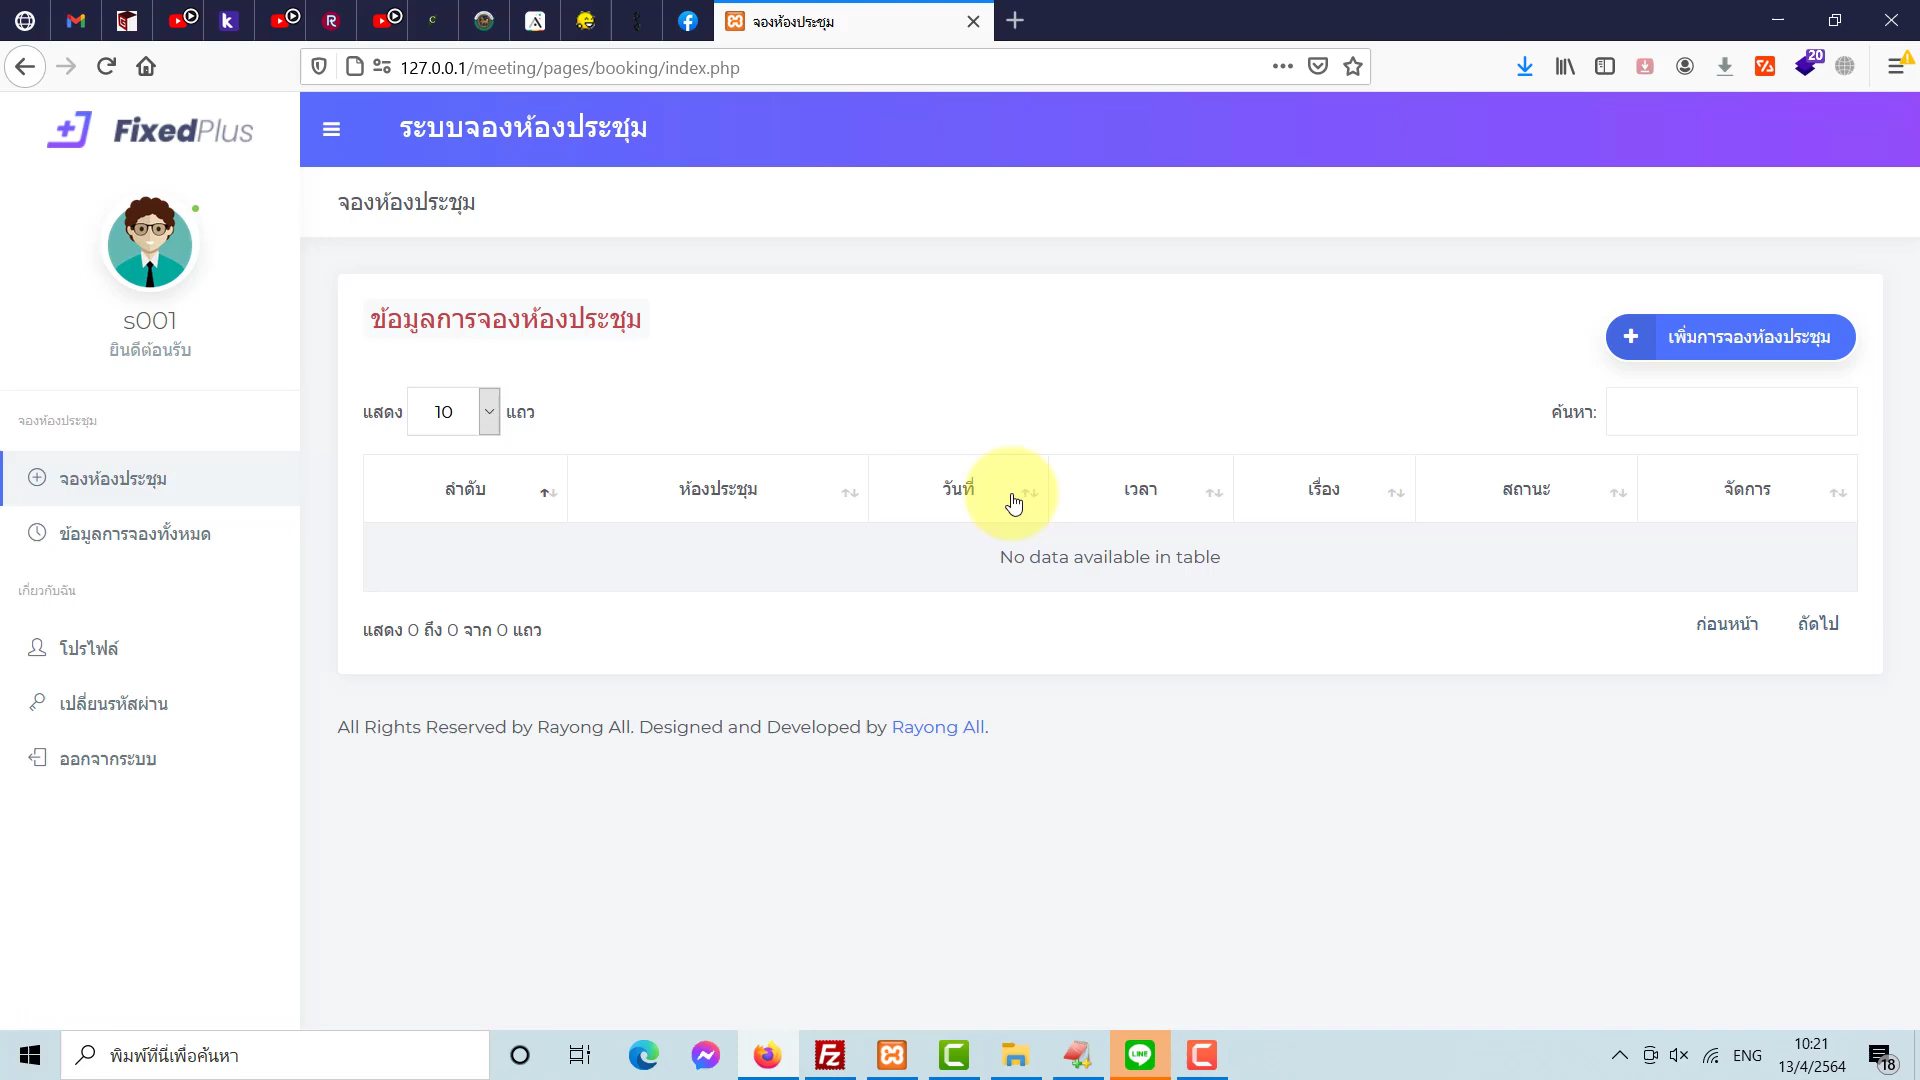 จองห้องประชุม
127.0.0.1/meeting/pages/booking/index.php
20
FixedPlus
ระบบจองห้องประชุม
s001
ยินดีต้อนรับ
จองห้องประชุม
จองห้องประชุม
ข้อมูลการจองทั้งหมด
เกี่ยวกับฉัน
โปรไฟล์
เปลี่ยนรหัสผ่าน
ออกจากระบบ
จองห้องประชุม
ข้อมูลการจองห้องประชุม
เพิ่มการจองห้องประชุม
แสดง 10 แถว
ค้นหา:
ลำดับ ห้องประชุม วันที่ เวลา เรื่อง สถานะ จัดการ
No data available in table
แสดง 0 ถึง 0 จาก 0 แถว
ก่อนหน้า ถัดไป
All Rights Reserved by Rayong All. Designed and Developed by Rayong All.
พิมพ์ที่นี่เพื่อค้นหา
ENG
10:21
13/4/2564
18